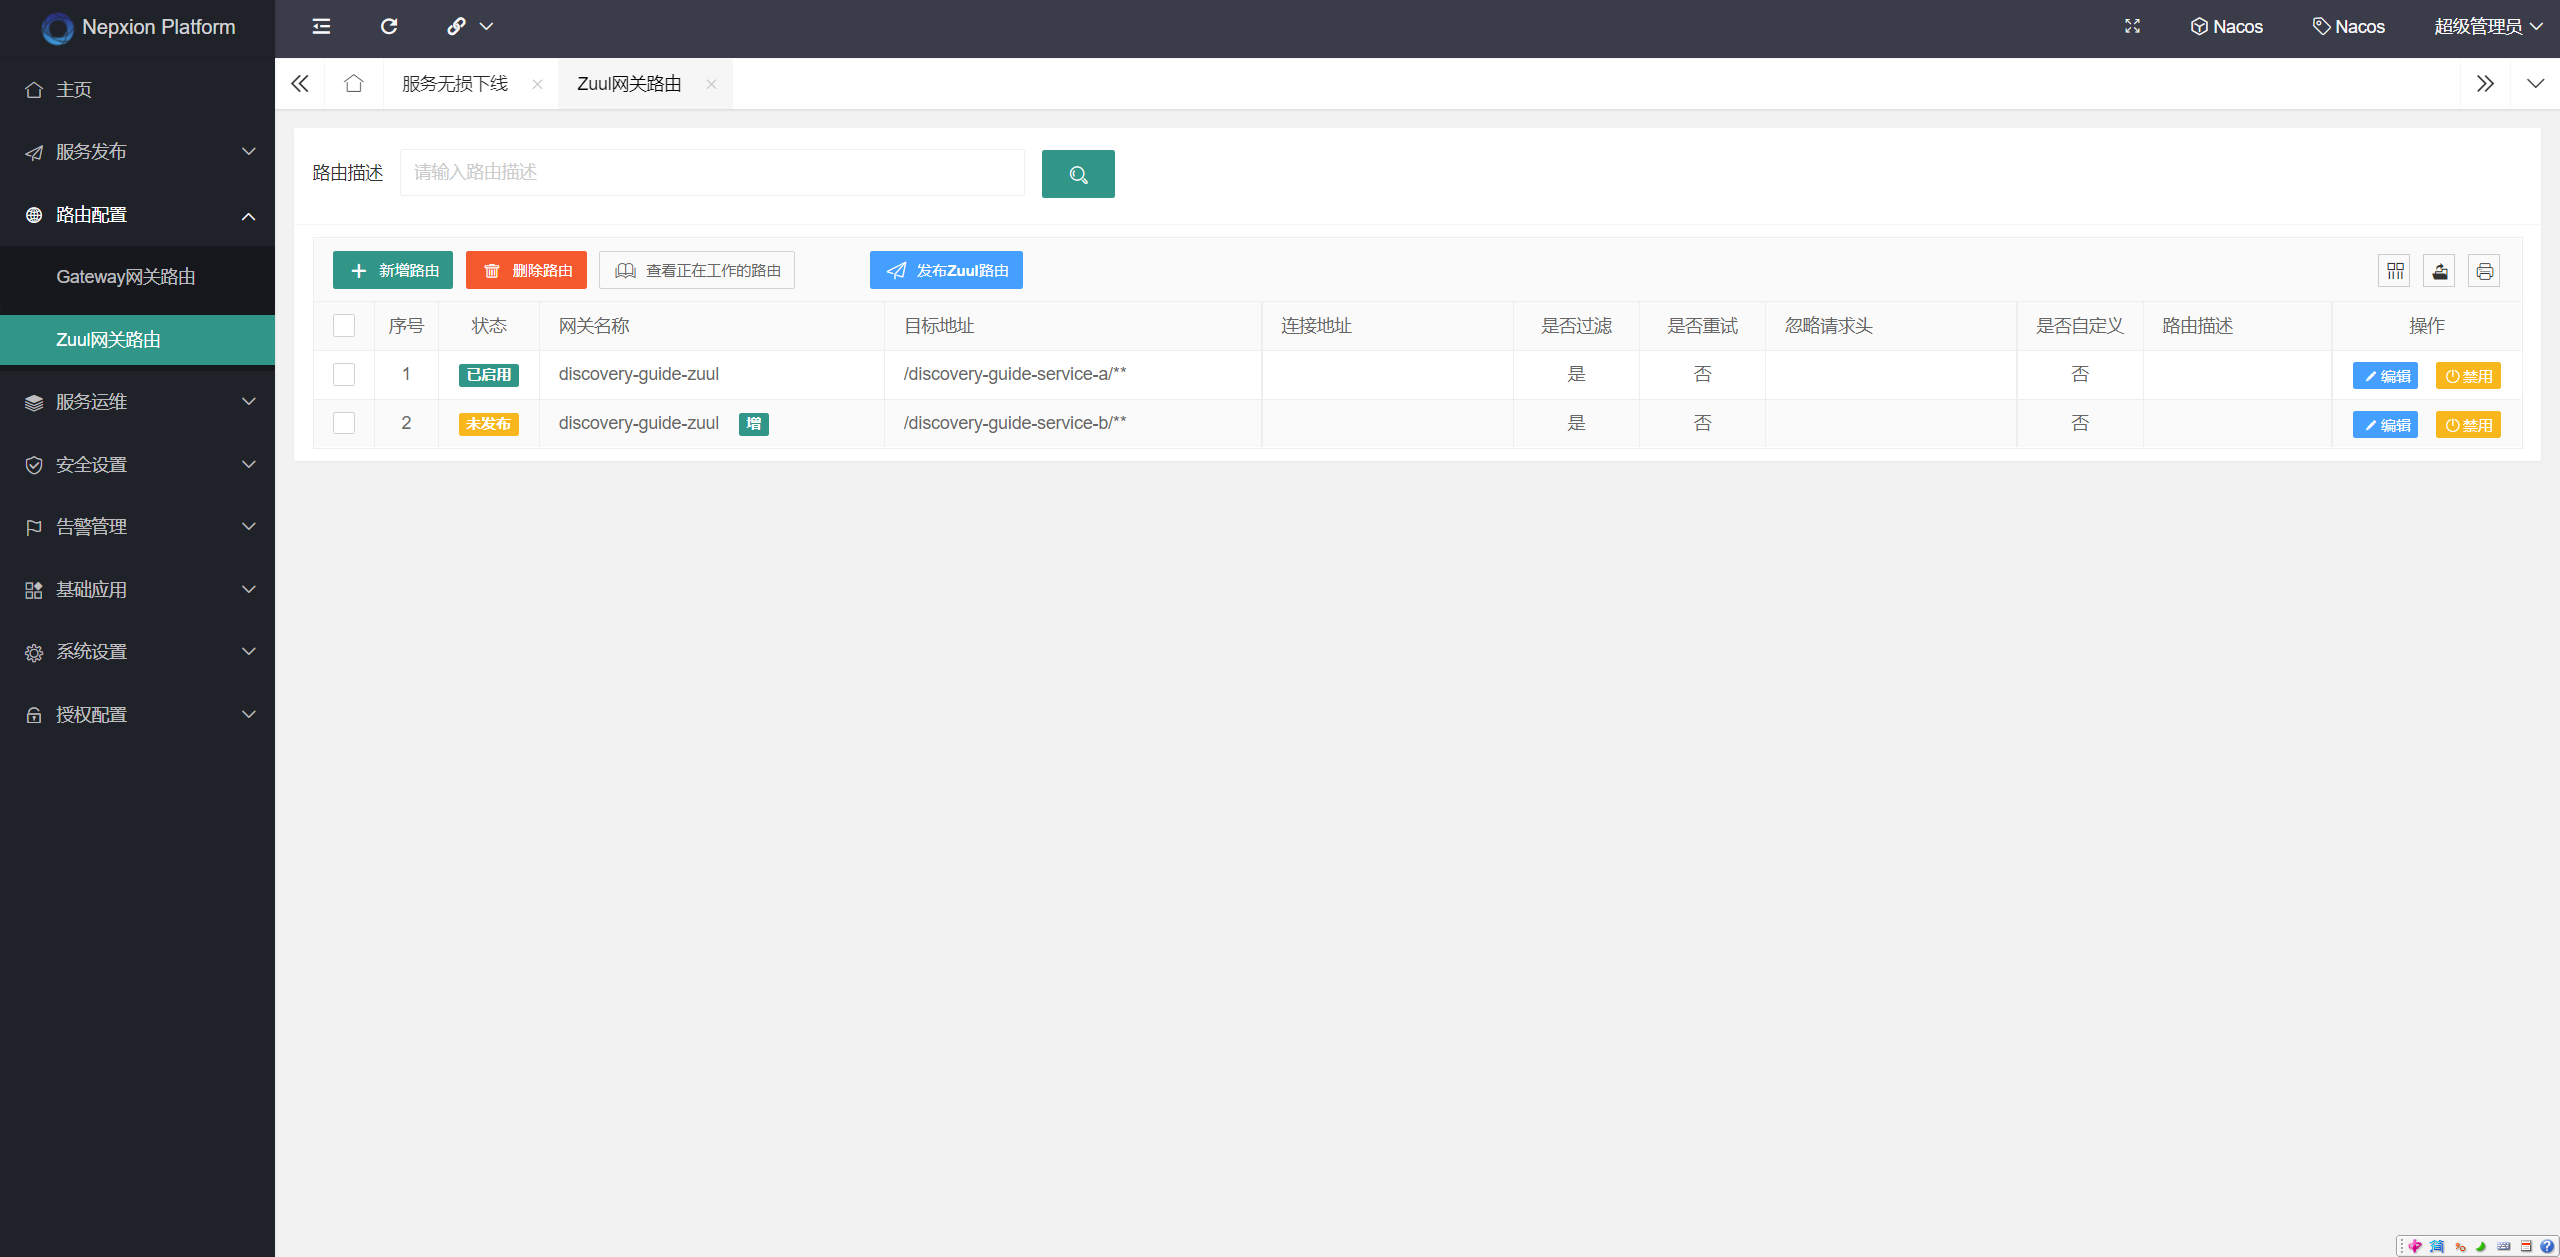 Nepxion Platform
Nacos
Nacos
超级管理员
主页
服务发布
路由配置
Gateway网关路由
Zuul网关路由
服务运维
安全设置
告警管理
基础应用
系统设置
授权配置
服务无损下线
Zuul网关路由
路由描述 请输入路由描述
新增路由 删除路由 查看正在工作的路由 发布Zuul路由
序号 状态 网关名称 目标地址 连接地址 是否过滤 是否重试 忽略请求头 是否自定义 路由描述 操作
1 已启用 discovery-guide-zuul /discovery-guide-service-a/** 是 否 否 编辑 禁用
2 未发布 discovery-guide-zuul 增 /discovery-guide-service-b/** 是 否 否 编辑 禁用
简